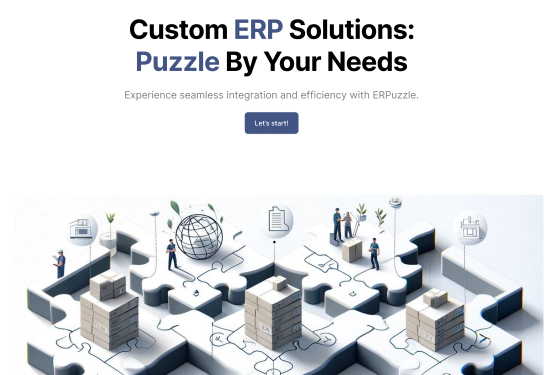 Custom ERP Solutions:
Puzzle By Your Needs
Experience seamless integration and efficiency with ERPuzzle.
Let's start!